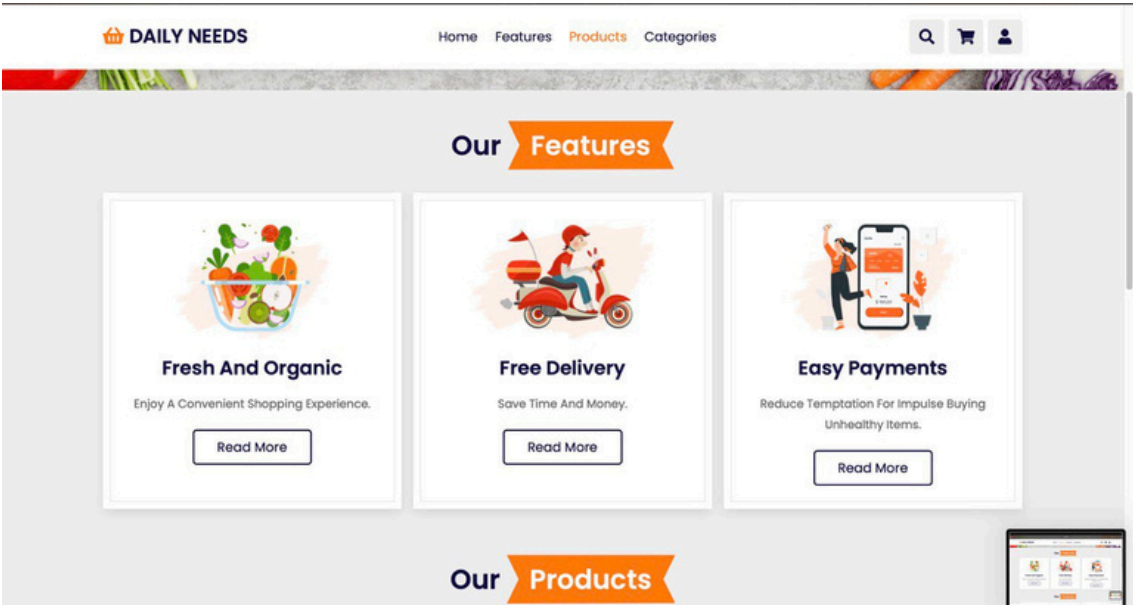 DAILY NEEDS
Home Features Products Categories
Our Features
Fresh And Organic
Enjoy A Convenient Shopping Experience.
Read More
Free Delivery
Save Time And Money.
Read More
Easy Payments
Reduce Temptation For Impulse Buying
Unhealthy Items.
Read More
Our Products